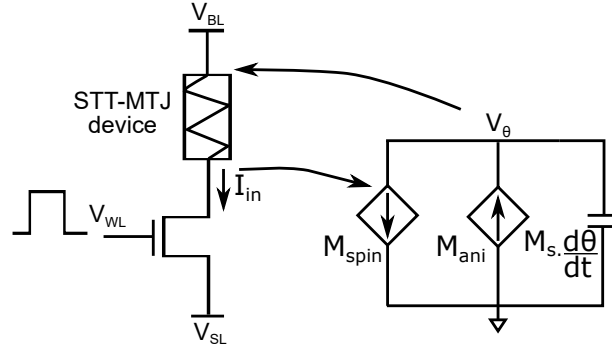 V_BL
STT-MTJ
device
I_in
V_WL
V_SL
V_θ
M_spin
M_ani
M_s. dθ
dt